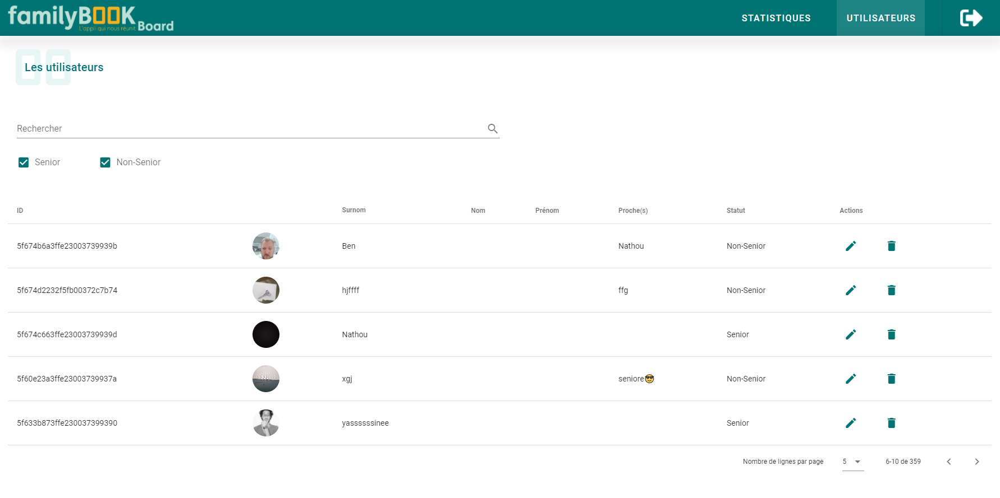 familyBOOK Board
L'appli qui nous réunit
STATISTIQUES
UTILISATEURS
Les utilisateurs
Rechercher
Senior Non-Senior
ID Surnom Nom Prénom Proche(s) Statut Actions
5f674b6a3ffe23003739939b Ben Nathou Non-Senior
5f674d2232f5fb00372c7b74 hjffff ffg Non-Senior
5f674c663ffe23003739939d Nathou Senior
5f60e23a3ffe23003739937a xgj seniore😎 Non-Senior
5f633b873ffe230037399390 yassssssinee Senior
Nombre de lignes par page 5 6-10 de 359